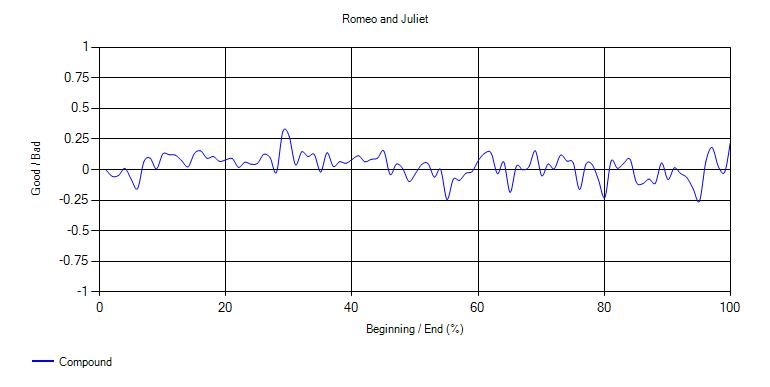 Romeo and Juliet
1
0.75
0.5
0.25
0
-0.25
-0.5
-0.75
-1
Good / Bad
0 20 40 60 80 100
Beginning / End (%)
Compound